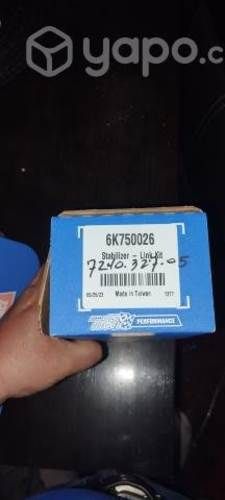 yapo.c
6K750026
Stabilizer - Link Kit
7240.327.05
Made in Taiwan
PERFORMANCE